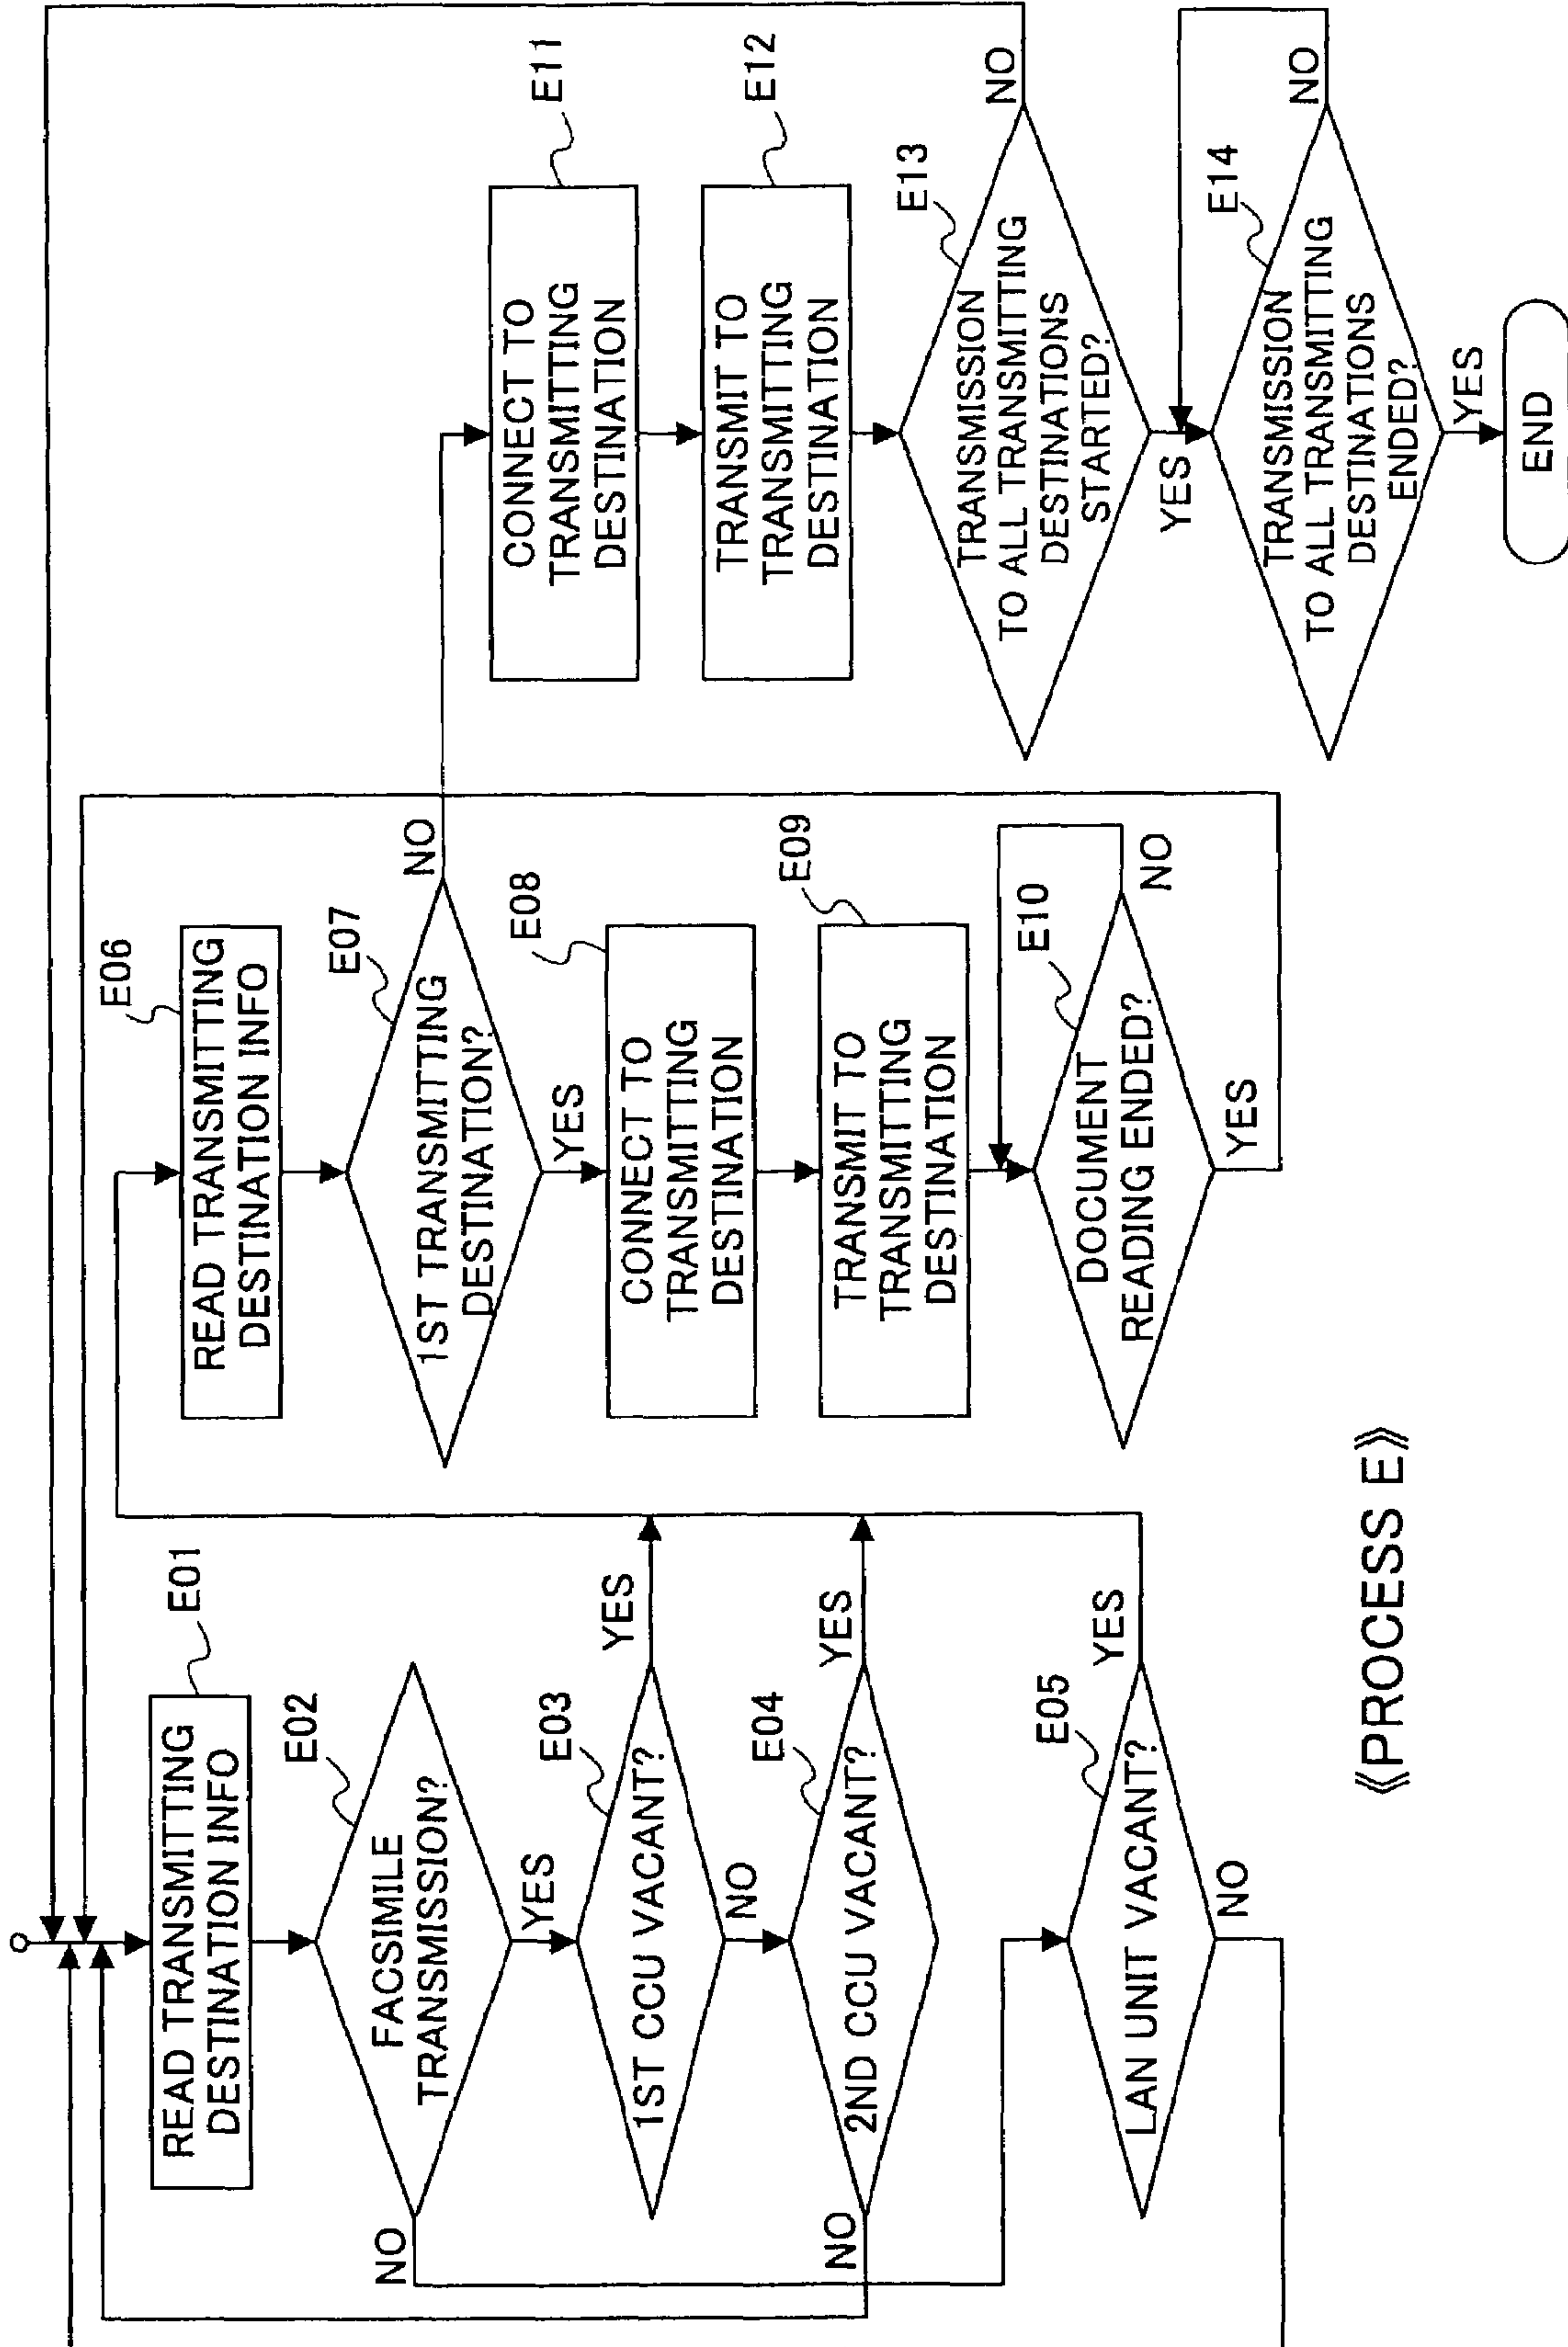 E01
READ TRANSMITTING
DESTINATION INFO
E02
FACSIMILE
TRANSMISSION?
NO
YES
E03
1ST CCU VACANT?
YES
NO
E04
2ND CCU VACANT?
YES
NO
E05
LAN UNIT VACANT?
YES
NO
E06
READ TRANSMITTING
DESTINATION INFO
E07
1ST TRANSMITTING
DESTINATION?
NO
YES
E08
CONNECT TO
TRANSMITTING
DESTINATION
E09
TRANSMIT TO
TRANSMITTING
DESTINATION
E10
DOCUMENT
READING ENDED?
NO
YES
E11
CONNECT TO
TRANSMITTING
DESTINATION
E12
TRANSMIT TO
TRANSMITTING
DESTINATION
E13
TRANSMISSION
TO ALL TRANSMITTING
DESTINATIONS
STARTED?
NO
YES
E14
TRANSMISSION
TO ALL TRANSMITTING
DESTINATIONS
ENDED?
NO
YES
END
《PROCESS E》